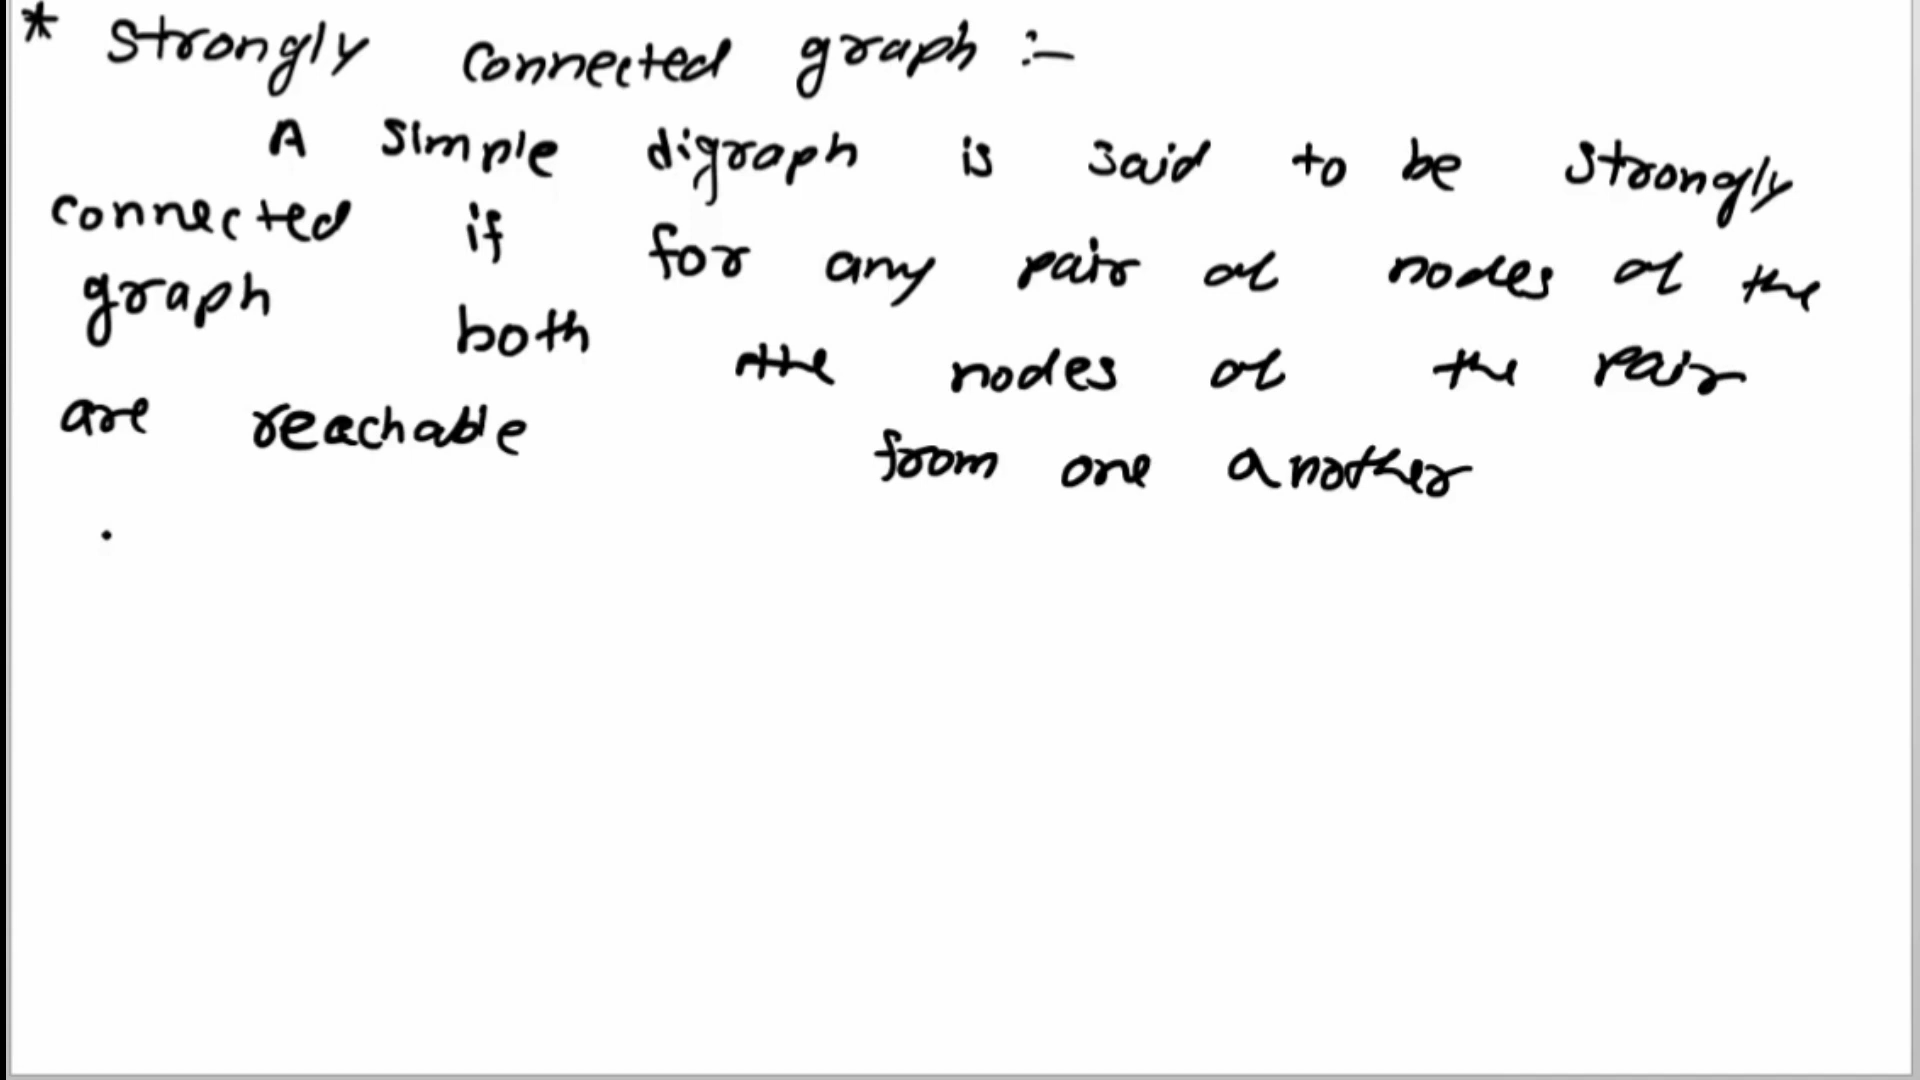 * Strongly Connected graph :-
A simple digraph is said to be strongly
connected if for any pair of nodes of the
graph both the nodes of the pair
are reachable from one another
.